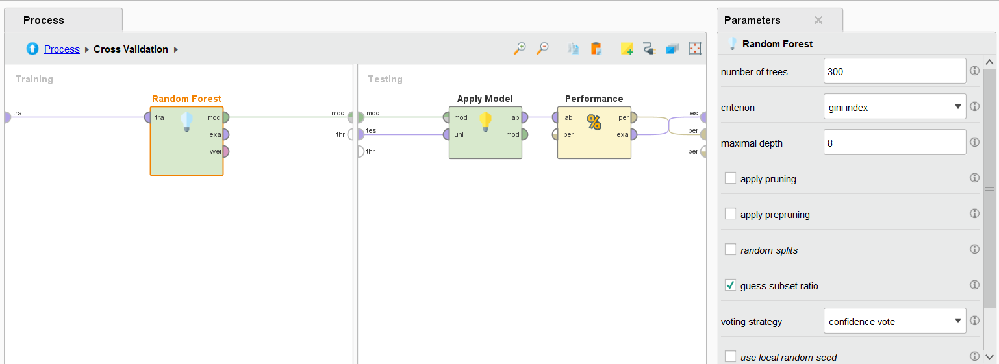 Process
Process Cross Validation
Training
Random Forest
tra
tra mod
exa
wei
mod
thr
Testing
mod
tes
thr
Apply Model
mod lab
unl mod
Performance
lab per
per exa
%
tes
per
per
Parameters
Random Forest
number of trees 300
criterion gini index
maximal depth 8
apply pruning
apply prepruning
random splits
guess subset ratio
voting strategy confidence vote
use local random seed